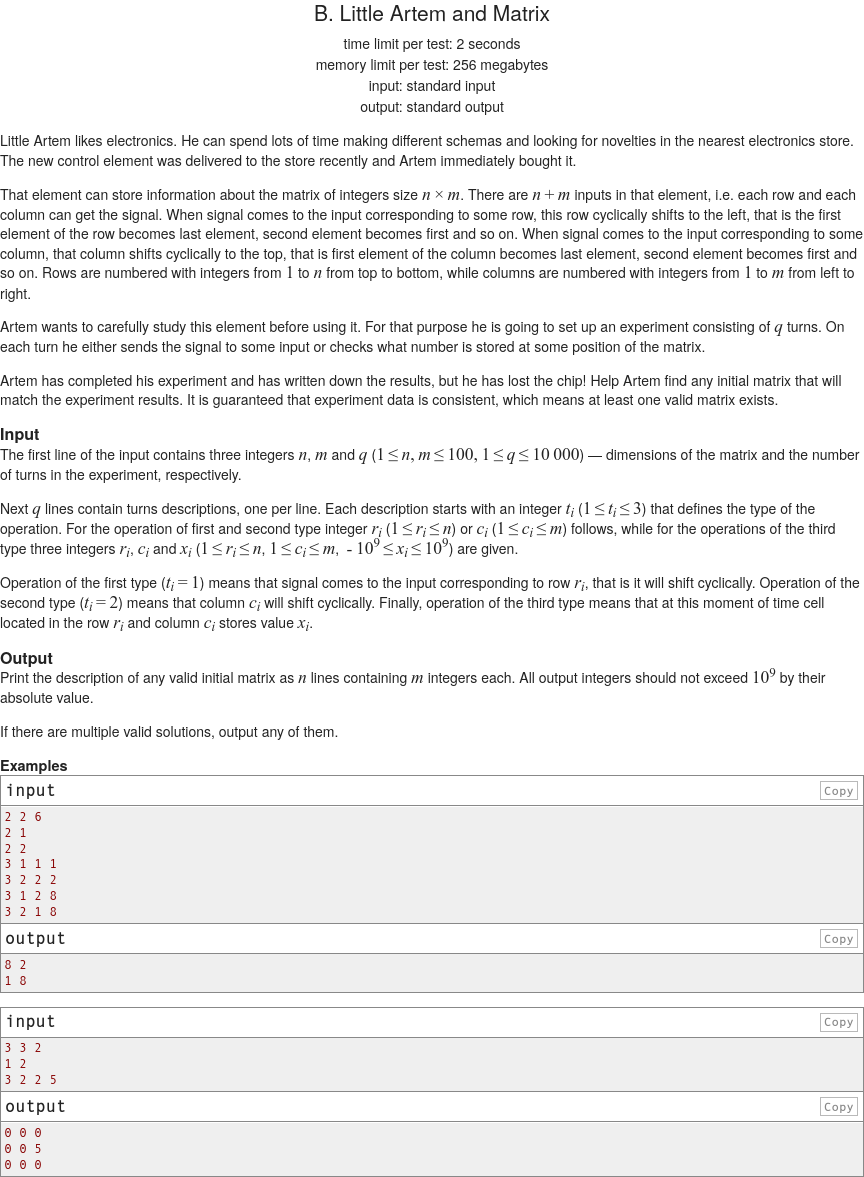 B. Little Artem and Matrix
time limit per test: 2 seconds
memory limit per test: 256 megabytes
input: standard input
output: standard output
Little Artem likes electronics. He can spend lots of time making different schemas and looking for novelties in the nearest electronics store.
The new control element was delivered to the store recently and Artem immediately bought it.
That element can store information about the matrix of integers size n × m. There are n + m inputs in that element, i.e. each row and each
column can get the signal. When signal comes to the input corresponding to some row, this row cyclically shifts to the left, that is the first
element of the row becomes last element, second element becomes first and so on. When signal comes to the input corresponding to some
column, that column shifts cyclically to the top, that is first element of the column becomes last element, second element becomes first and
so on. Rows are numbered with integers from 1 to n from top to bottom, while columns are numbered with integers from 1 to m from left to
right.
Artem wants to carefully study this element before using it. For that purpose he is going to set up an experiment consisting of q turns. On
each turn he either sends the signal to some input or checks what number is stored at some position of the matrix.
Artem has completed his experiment and has written down the results, but he has lost the chip! Help Artem find any initial matrix that will
match the experiment results. It is guaranteed that experiment data is consistent, which means at least one valid matrix exists.
Input
The first line of the input contains three integers n, m and q (1 ≤ n, m ≤ 100, 1 ≤ q ≤ 10 000) — dimensions of the matrix and the number
of turns in the experiment, respectively.
Next q lines contain turns descriptions, one per line. Each description starts with an integer t_i (1 ≤ t_i ≤ 3) that defines the type of the
operation. For the operation of first and second type integer r_i (1 ≤ r_i ≤ n) or c_i (1 ≤ c_i ≤ m) follows, while for the operations of the third
type three integers r_i, c_i and x_i (1 ≤ r_i ≤ n, 1 ≤ c_i ≤ m, - 10^9 ≤ x_i ≤ 10^9) are given.
Operation of the first type (t_i = 1) means that signal comes to the input corresponding to row r_i, that is it will shift cyclically. Operation of the
second type (t_i = 2) means that column c_i will shift cyclically. Finally, operation of the third type means that at this moment of time cell
located in the row r_i and column c_i stores value x_i.
Output
Print the description of any valid initial matrix as n lines containing m integers each. All output integers should not exceed 10^9 by their
absolute value.
If there are multiple valid solutions, output any of them.
Examples
input Copy
2 2 6
2 1
2 2
3 1 1 1
3 2 2 2
3 1 2 8
3 2 1 8
output Copy
8 2
1 8
input Copy
3 3 2
1 2
3 2 2 5
output Copy
0 0 0
0 0 5
0 0 0